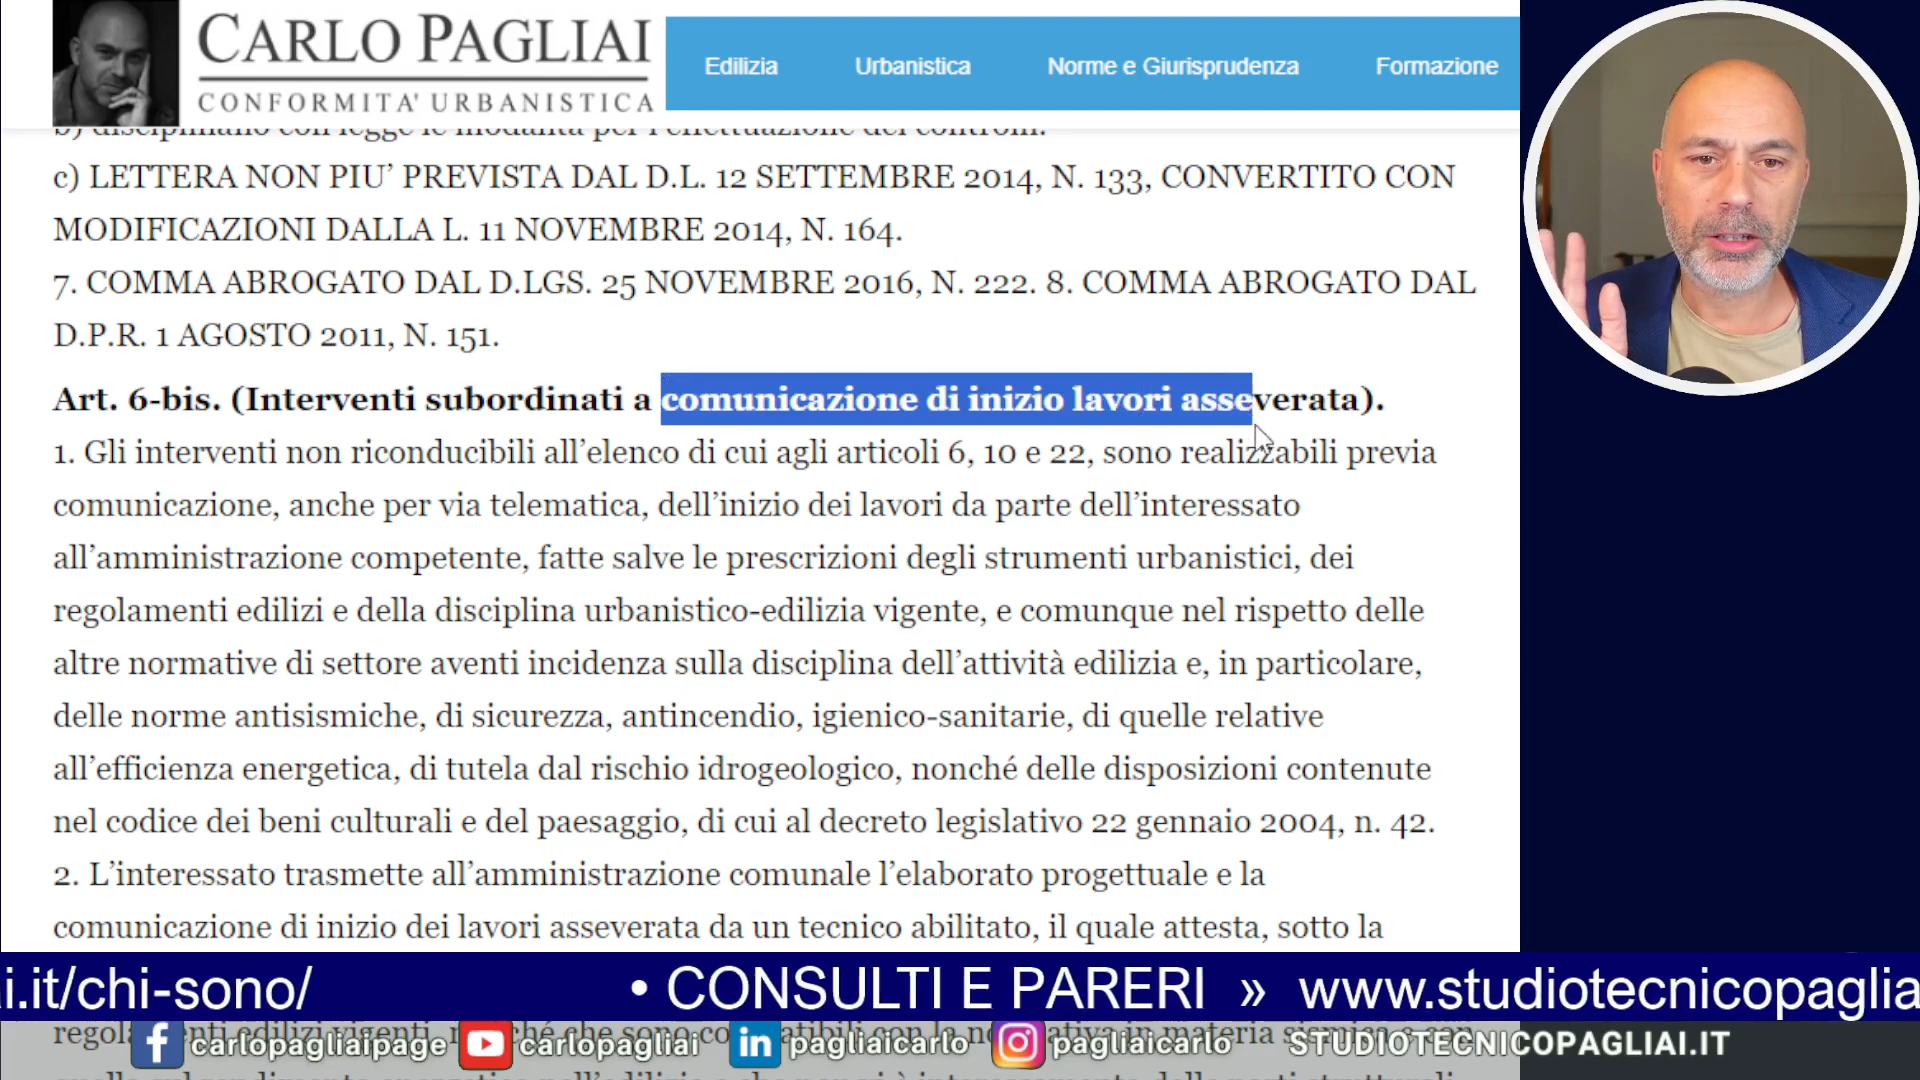 CARLO PAGLIAI
CONFORMITA' URBANISTICA
Edilizia
Urbanistica
Norme e Giurisprudenza
Formazione
b) disciplinano con legge le modalità per l'effettuazione dei controlli.
c) LETTERA NON PIU’ PREVISTA DAL D.L. 12 SETTEMBRE 2014, N. 133, CONVERTITO CON
MODIFICAZIONI DALLA L. 11 NOVEMBRE 2014, N. 164.
7. COMMA ABROGATO DAL D.LGS. 25 NOVEMBRE 2016, N. 222. 8. COMMA ABROGATO DAL
D.P.R. 1 AGOSTO 2011, N. 151.
Art. 6-bis. (Interventi subordinati a comunicazione di inizio lavori asseverata).
1. Gli interventi non riconducibili all’elenco di cui agli articoli 6, 10 e 22, sono realizzabili previa
comunicazione, anche per via telematica, dell’inizio dei lavori da parte dell’interessato
all’amministrazione competente, fatte salve le prescrizioni degli strumenti urbanistici, dei
regolamenti edilizi e della disciplina urbanistico-edilizia vigente, e comunque nel rispetto delle
altre normative di settore aventi incidenza sulla disciplina dell’attività edilizia e, in particolare,
delle norme antisismiche, di sicurezza, antincendio, igienico-sanitarie, di quelle relative
all’efficienza energetica, di tutela dal rischio idrogeologico, nonché delle disposizioni contenute
nel codice dei beni culturali e del paesaggio, di cui al decreto legislativo 22 gennaio 2004, n. 42.
2. L’interessato trasmette all’amministrazione comunale l’elaborato progettuale e la
comunicazione di inizio dei lavori asseverata da un tecnico abilitato, il quale attesta, sotto la
i.it/chi-sono/ • CONSULTI E PARERI » www.studiotecnicopaglia
carlopagliaipage carlopagliai pagliaicarlo pagliaicarlo STUDIOTECNICOPAGLIAI.IT